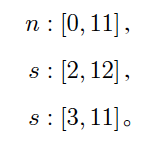 n : [0, 11],
s : [2, 12],
s : [3, 11]。